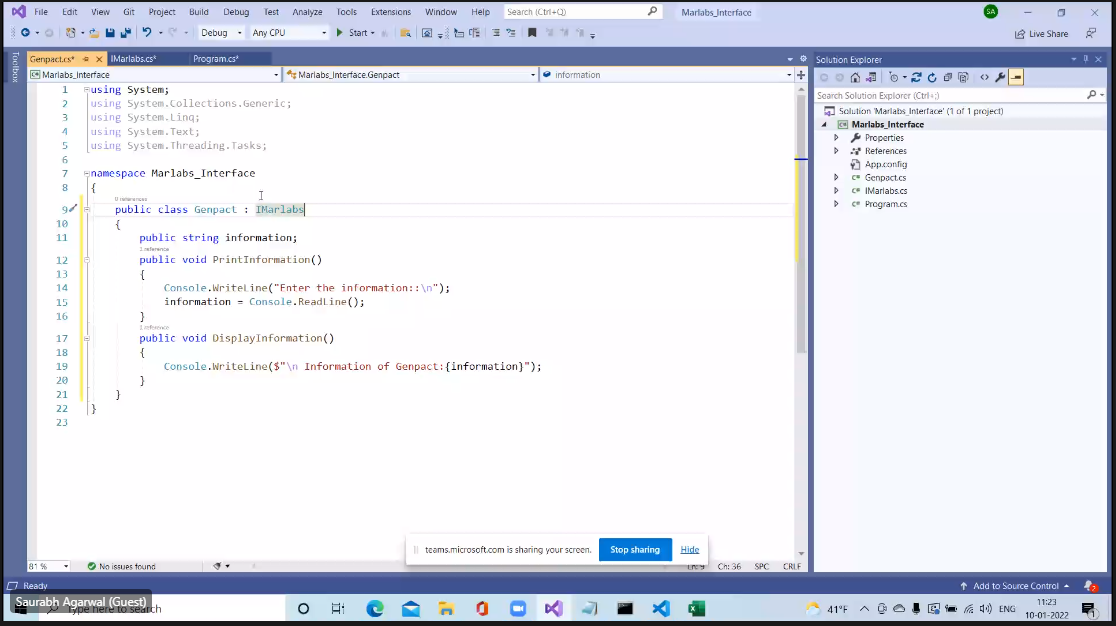 File Edit View Git Project Build Debug Test Analyze Tools Extensions Window Help Search (Ctrl+Q) Marlabs_Interface SA
Debug Any CPU Start Live Share
Genpact.cs* IMarlabs.cs* Program.cs*
Marlabs_Interface Marlabs_Interface.Genpact information
Toolbox
1 using System;
2 using System.Collections.Generic;
3 using System.Linq;
4 using System.Text;
5 using System.Threading.Tasks;
6
7 namespace Marlabs_Interface
8 {
0 references
9 public class Genpact : IMarlabs
10 {
11 public string information;
1 reference
12 public void PrintInformation()
13 {
14 Console.WriteLine("Enter the information::\n");
15 information = Console.ReadLine();
16 }
17 public void DisplayInformation()
18 {
19 Console.WriteLine($"\n Information of Genpact:{information}");
20 }
21 }
22 }
23
Solution Explorer
Search Solution Explorer (Ctrl+;)
Solution 'Marlabs_Interface' (1 of 1 project)
Marlabs_Interface
Properties
References
App.config
Genpact.cs
IMarlabs.cs
Program.cs
teams.microsoft.com is sharing your screen. Stop sharing Hide
81 % No issues found Ch: 36 SPC CRLF
Ready Add to Source Control 2
Saurabh Agarwal (Guest)
to search
41°F ENG 11:23
10-01-2022 1